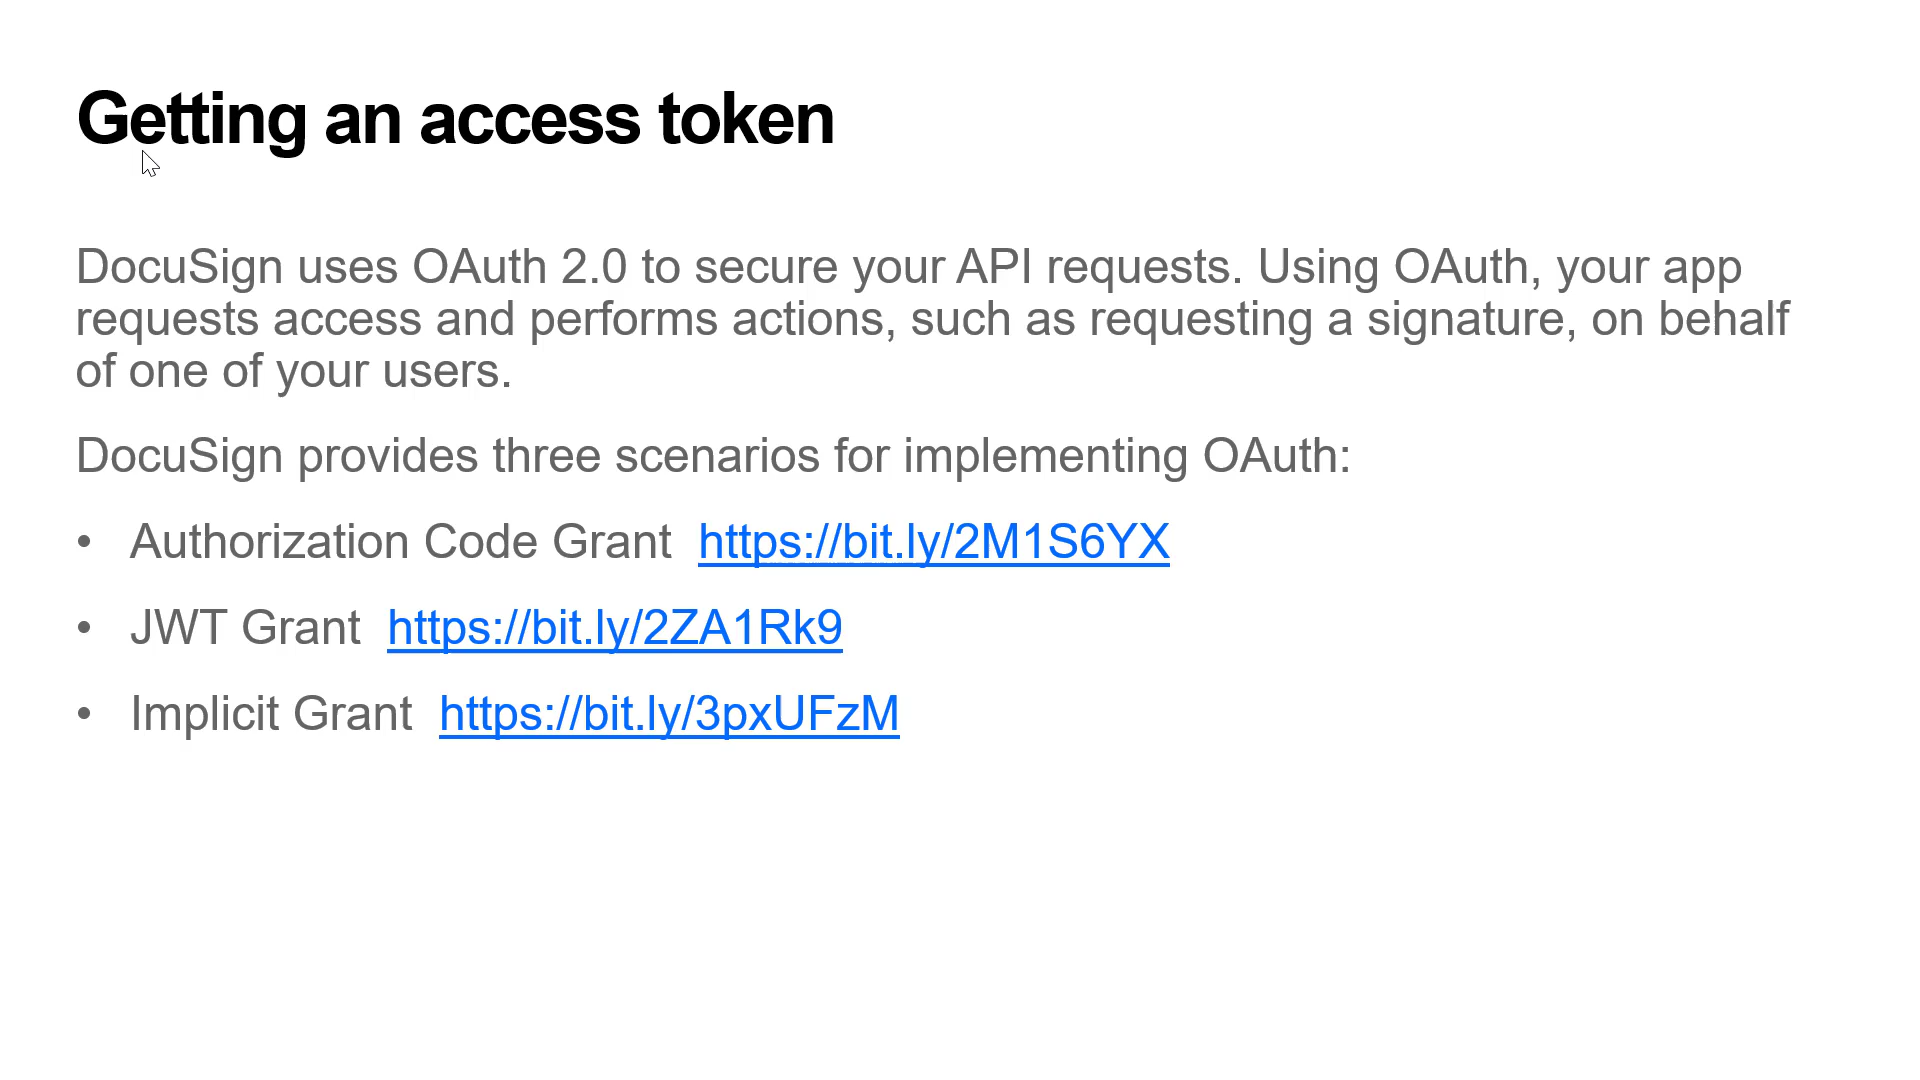 Getting an access token
DocuSign uses OAuth 2.0 to secure your API requests. Using OAuth, your app
requests access and performs actions, such as requesting a signature, on behalf
of one of your users.
DocuSign provides three scenarios for implementing OAuth:
• Authorization Code Grant https://bit.ly/2M1S6YX
• JWT Grant https://bit.ly/2ZA1Rk9
• Implicit Grant https://bit.ly/3pxUFzM